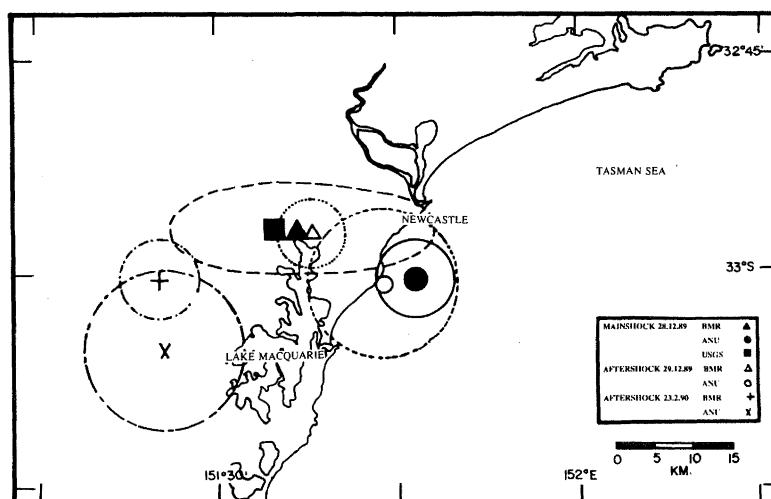 32°45'
TASMAN SEA
NEWCASTLE
33°S
LAKE MACQUARIE
MAINSHOCK 28.12.89 BMR
ANU
USGS
AFTERSHOCK 29.12.89 BMR
ANU
AFTERSHOCK 23.2.90 BMR
ANU
0 5 10 15
KM.
151°30'
152°E